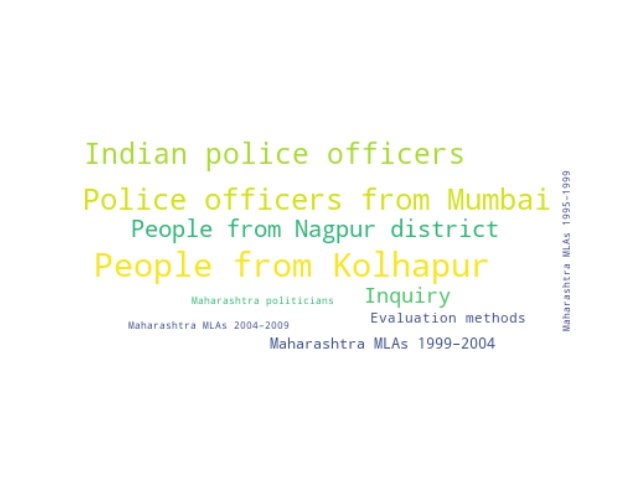 Indian police officers
Police officers from Mumbai
People from Nagpur district
People from Kolhapur
Inquiry
Maharashtra politicians
Evaluation methods
Maharashtra MLAs 2004–2009
Maharashtra MLAs 1999–2004
Maharashtra MLAs 1995–1999